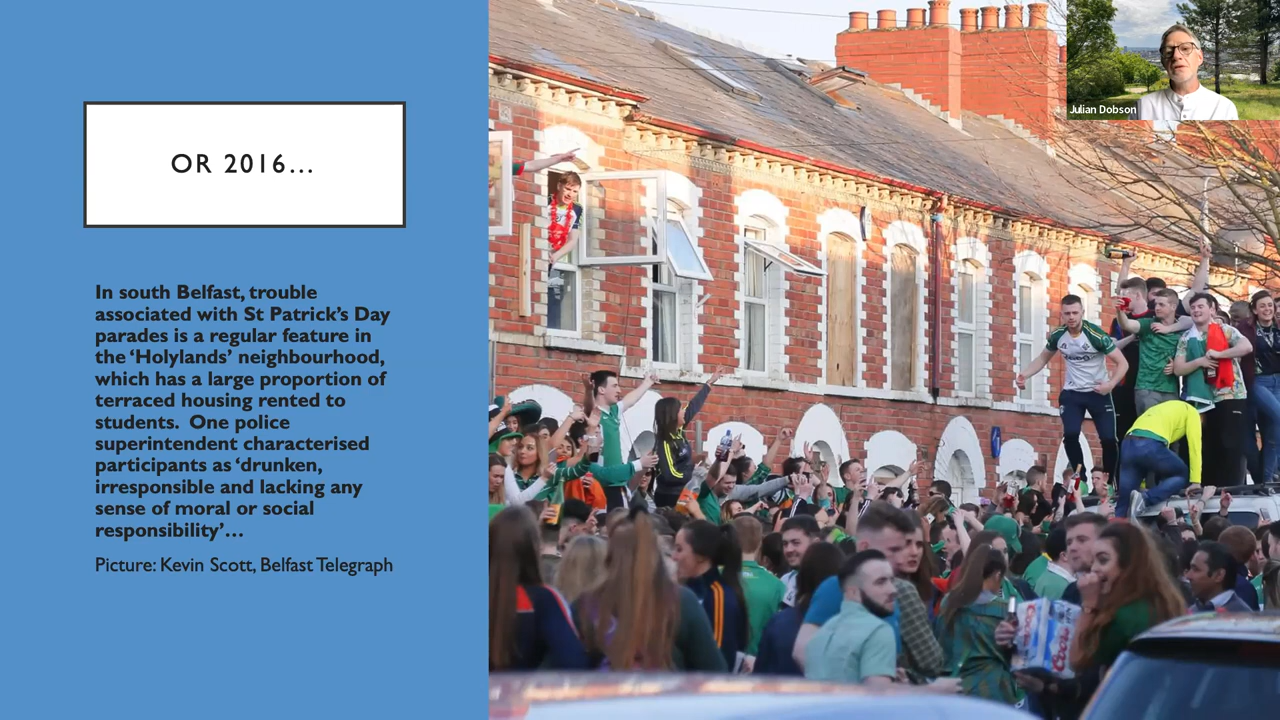 OR 2016...
In south Belfast, trouble
associated with St Patrick's Day
parades is a regular feature in
the 'Holylands' neighbourhood,
which has a large proportion of
terraced housing rented to
students. One police
superintendent characterised
participants as 'drunken,
irresponsible and lacking any
sense of moral or social
responsibility'...
Picture: Kevin Scott, Belfast Telegraph
Julian Dobson
Coors